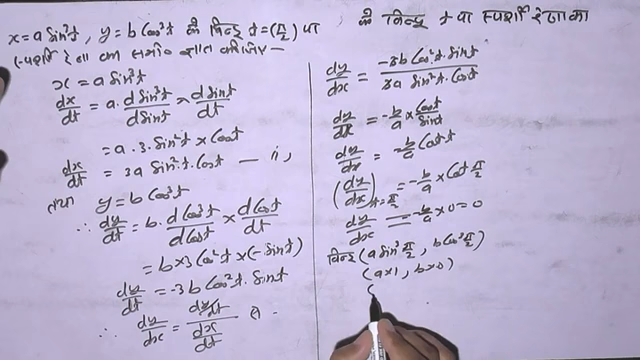 x = a sin³t, y = b cos³t के बिन्दु t = (π/2) पर
स्पर्श रेखा का समी० ज्ञात कीजिए -
x = a sin³t
dx/dt = a · d sin³t/d sint × d sint/dt
= a · 3 · sin²t × cost
dx/dt = 3a sin²t · cost — (i)
तथा y = b cos³t
∴ dy/dt = b · d cos³t/d cost × d cost/dt
= b × 3 cos²t × (- sint)
dy/dt = -3b cos²t · sint
∴ dy/dx = (dy/dt)/(dx/dt) से -
के बिन्दु t पर स्पर्श रेखा का
dy/dx = -3b cos²t · sint / 3a sin²t · cost
dy/dx = -b/a × cost/sint
dy/dx = -b/a cot t
(dy/dx) t=π/2 = -b/a × cot π/2
dy/dx = -b/a × 0 = 0
बिन्दु (a sin³ π/2, b cos³ π/2)
(a×1, b×0)
(